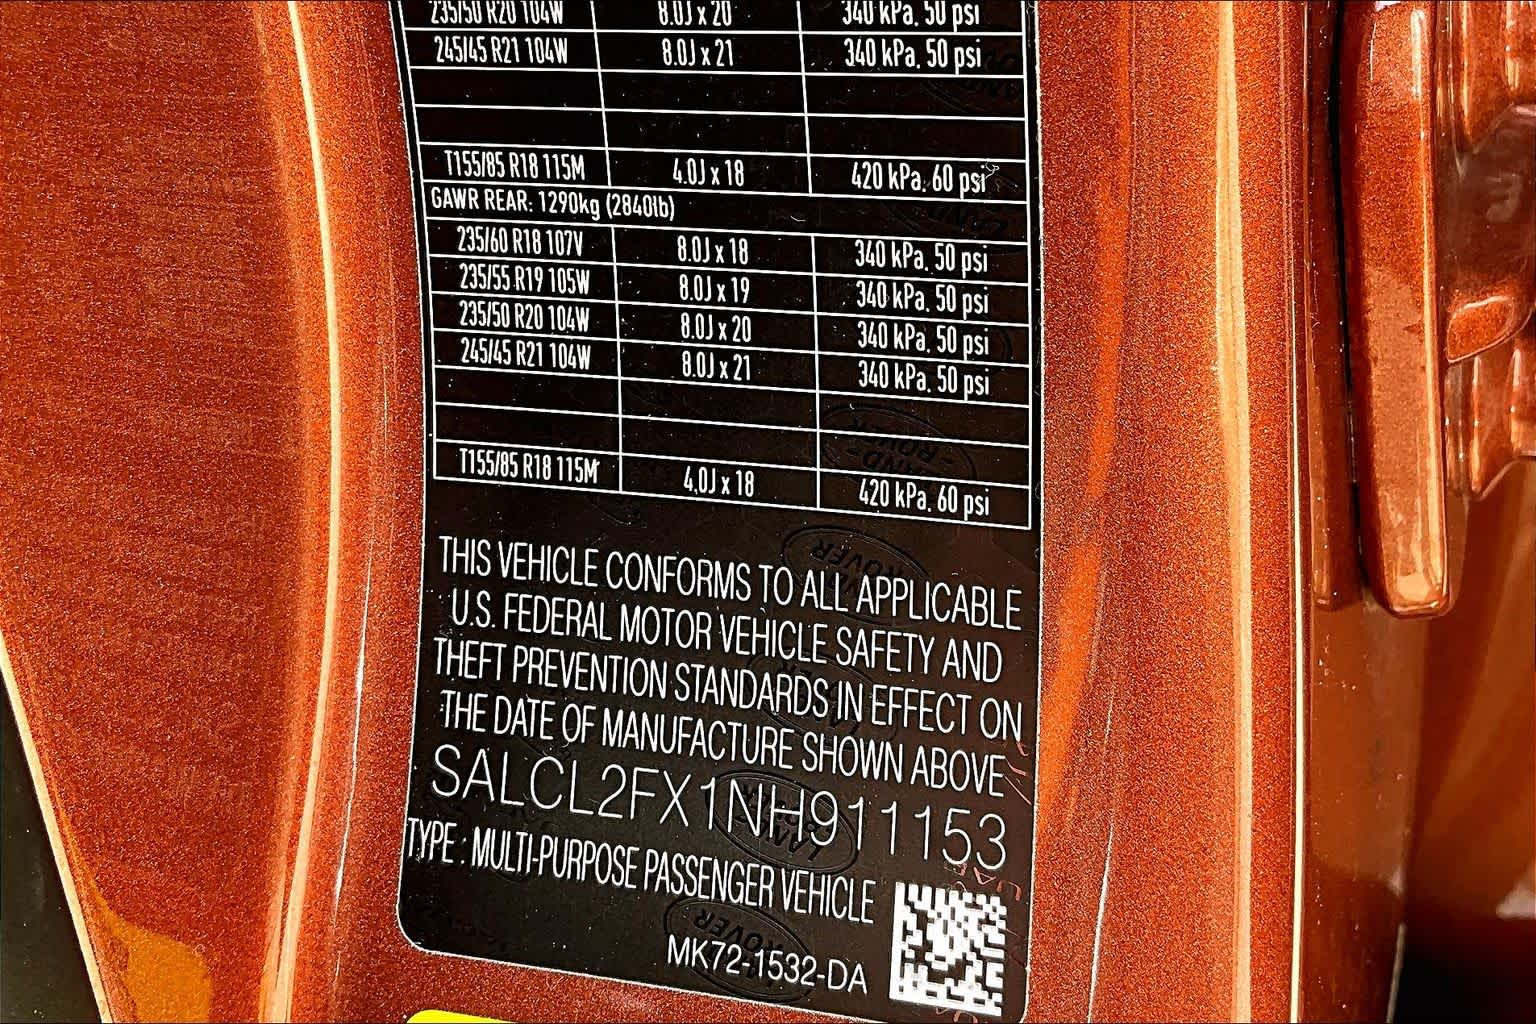 235/50 R20 104W 8.0J x 20 340 kPa, 50 psi
245/45 R21 104W 8.0J x 21 340 kPa, 50 psi
T155/85 R18 115M 4.0J x 18 420 kPa, 60 psi
GAWR REAR: 1290kg (2840lb)
235/60 R18 107V 8.0J x 18 340 kPa, 50 psi
235/55 R19 105W 8.0J x 19 340 kPa, 50 psi
235/50 R20 104W 8.0J x 20 340 kPa, 50 psi
245/45 R21 104W 8.0J x 21 340 kPa, 50 psi
T155/85 R18 115M 4.0J x 18 420 kPa, 60 psi
THIS VEHICLE CONFORMS TO ALL APPLICABLE
U.S. FEDERAL MOTOR VEHICLE SAFETY AND
THEFT PREVENTION STANDARDS IN EFFECT ON
THE DATE OF MANUFACTURE SHOWN ABOVE
SALCL2FX1NH911153
TYPE : MULTI-PURPOSE PASSENGER VEHICLE
MK72-1532-DA